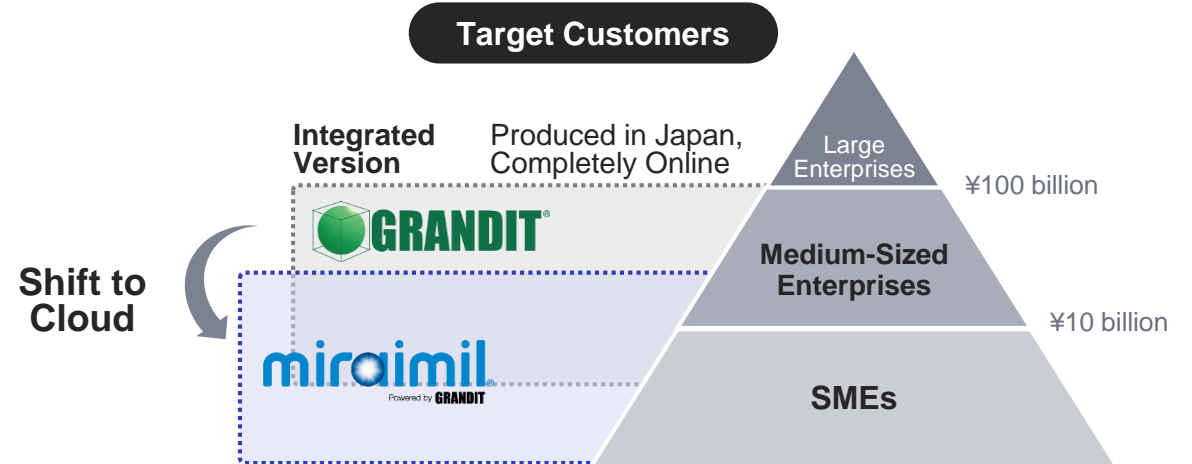 Target Customers
Integrated
Version
Produced in Japan,
Completely Online
Large
Enterprises
¥100 billion
GRANDIT®
Medium-Sized
Enterprises
Shift to
Cloud
¥10 billion
miraimil®
Powered by GRANDIT
SMEs